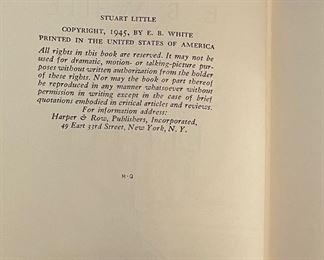 STUART LITTLE
COPYRIGHT, 1945, BY E. B. WHITE
PRINTED IN THE UNITED STATES OF AMERICA
All rights in this book are reserved. It may not be
used for dramatic, motion- or talking-picture pur-
poses without written authorization from the holder
of these rights. Nor may the book or part thereof
be reproduced in any manner whatsoever without
permission in writing except in the case of brief
quotations embodied in critical articles and reviews.
For information address:
Harper & Row, Publishers, Incorporated,
49 East 33rd Street, New York, N. Y.
M-Q